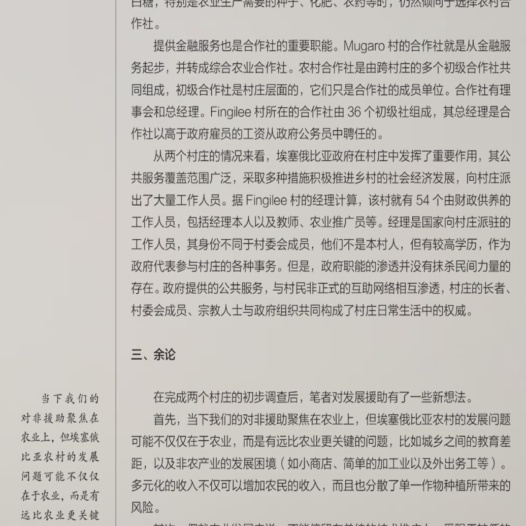 白糖，特别是农业生产需要的种子、化肥、农药等时，仍然倾向于选择农村合
作社。
提供金融服务也是合作社的重要职能。Mugaro 村的合作社就是从金融服
务起步，并转成综合农业合作社。农村合作社是由跨村庄的多个初级合作社共
同组成，初级合作社是村庄层面的，它们只是合作社的成员单位。合作社有理
事会和总经理。Fingilee 村所在的合作社由 36 个初级社组成，其总经理是合
作社以高于政府雇员的工资从政府公务员中聘任的。
从两个村庄的情况来看，埃塞俄比亚政府在村庄中发挥了重要作用，其公
共服务覆盖范围广泛，采取多种措施积极推进乡村的社会经济发展，向村庄派
出了大量工作人员。据 Fingilee 村的经理计算，该村就有 54 个由财政供养的
工作人员，包括经理本人以及教师、农业推广员等。经理是国家向村庄派驻的
工作人员，其身份不同于村委会成员，他们不是本村人，但有较高学历，作为
政府代表参与村庄的各种事务。但是，政府职能的渗透并没有抹杀民间力量的
存在。政府提供的公共服务，与村民非正式的互助网络相互渗透，村庄的长者、
村委会成员、宗教人士与政府组织共同构成了村庄日常生活中的权威。
三、余论
在完成两个村庄的初步调查后，笔者对发展援助有了一些新想法。
首先，当下我们的对非援助聚焦在农业上，但埃塞俄比亚农村的发展问题
可能不仅仅在于农业，而是有远比农业更关键的问题，比如城乡之间的教育差
距，以及非农产业的发展困境（如小商店、简单的加工业以及外出务工等）。
多元化的收入不仅可以增加农民的收入，而且也分散了单一作物种植所带来的
风险。
当下我们的
对非援助聚焦在
农业上，但埃塞俄
比亚农村的发展
问题可能不仅仅
在于农业，而是有
远比农业更关键